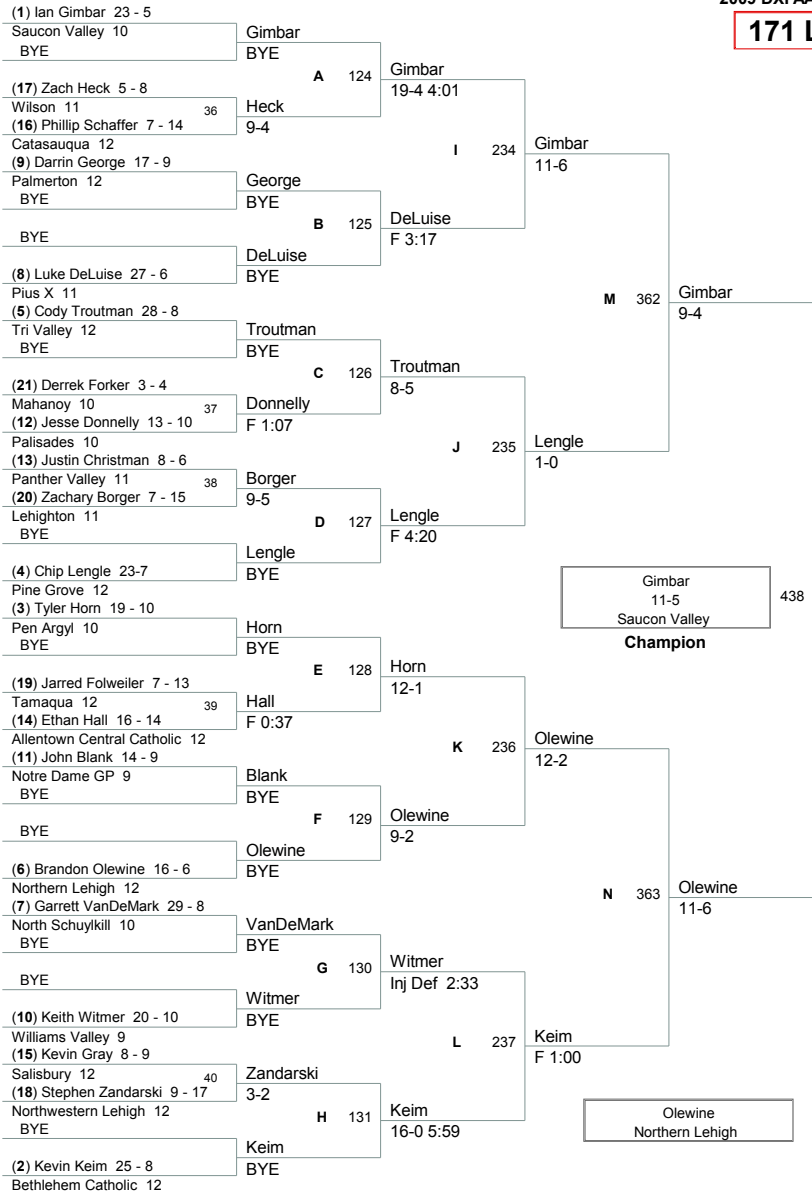 2009 DXI AA
171 L
(1) Ian Gimbar 23 - 5
Saucon Valley 10
BYE
(17) Zach Heck 5 - 8
Wilson 11
36
(16) Phillip Schaffer 7 - 14
Catasauqua 12
(9) Darrin George 17 - 9
Palmerton 12
BYE
BYE
(8) Luke DeLuise 27 - 6
Pius X 11
(5) Cody Troutman 28 - 8
Tri Valley 12
BYE
(21) Derrek Forker 3 - 4
Mahanoy 10
37
(12) Jesse Donnelly 13 - 10
Palisades 10
(13) Justin Christman 8 - 6
Panther Valley 11
38
(20) Zachary Borger 7 - 15
Lehighton 11
BYE
(4) Chip Lengle 23-7
Pine Grove 12
(3) Tyler Horn 19 - 10
Pen Argyl 10
BYE
(19) Jarred Folweiler 7 - 13
Tamaqua 12
39
(14) Ethan Hall 16 - 14
Allentown Central Catholic 12
(11) John Blank 14 - 9
Notre Dame GP 9
BYE
BYE
(6) Brandon Olewine 16 - 6
Northern Lehigh 12
(7) Garrett VanDeMark 29 - 8
North Schuylkill 10
BYE
BYE
(10) Keith Witmer 20 - 10
Williams Valley 9
(15) Kevin Gray 8 - 9
Salisbury 12
40
(18) Stephen Zandarski 9 - 17
Northwestern Lehigh 12
BYE
(2) Kevin Keim 25 - 8
Bethlehem Catholic 12
Gimbar
BYE
A 124
Heck
9-4
George
BYE
B 125
DeLuise
BYE
Troutman
BYE
C 126
Donnelly
F 1:07
Borger
9-5
D 127
Lengle
BYE
Horn
BYE
E 128
Hall
F 0:37
Blank
BYE
F 129
Olewine
BYE
VanDeMark
BYE
G 130
Witmer
BYE
Zandarski
3-2
H 131
Keim
BYE
Gimbar
19-4 4:01
I 234
DeLuise
F 3:17
Troutman
8-5
J 235
Lengle
F 4:20
Horn
12-1
K 236
Olewine
9-2
Witmer
Inj Def 2:33
L 237
Keim
16-0 5:59
Gimbar
11-6
M 362
Lengle
1-0
Olewine
12-2
N 363
Keim
F 1:00
Gimbar
9-4
Olewine
11-6
Gimbar
11-5
Saucon Valley
438
Champion
Olewine
Northern Lehigh